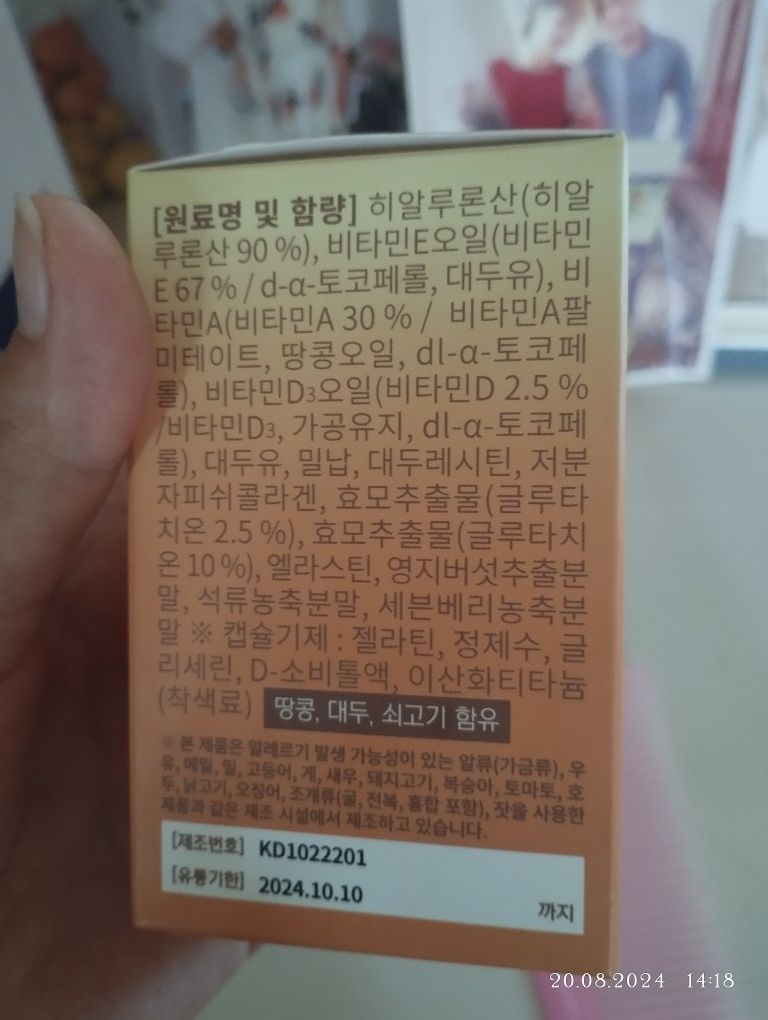 [원료명 및 함량] 히알루론산(히알
루론산 90 %), 비타민E오일(비타민
E 67 % / d-α-토코페롤, 대두유), 비
타민A(비타민A 30 % / 비타민A팔
미테이트, 땅콩오일, dl-α-토코페
롤), 비타민D3오일(비타민D 2.5 %
/비타민D3, 가공유지, dl-α-토코페
롤), 대두유, 밀납, 대두레시틴, 저분
자피쉬콜라겐, 효모추출물(글루타
치온 2.5 %), 효모추출물(글루타치
온 10 %), 엘라스틴, 영지버섯추출분
말, 석류농축분말, 세븐베리농축분
말 ※ 캡슐기제 : 젤라틴, 정제수, 글
리세린, D-소비톨액, 이산화티타늄
(착색료) 땅콩, 대두, 쇠고기 함유
※ 본 제품은 알레르기 발생 가능성이 있는 알류(가금류), 우
유, 메밀, 밀, 고등어, 게, 새우, 돼지고기, 복숭아, 토마토, 호
두, 닭고기, 오징어, 조개류(굴, 전복, 홍합 포함), 잣을 사용한
제품과 같은 제조 시설에서 제조하고 있습니다.
[제조번호] KD1022201
[유통기한] 2024.10.10 까지
20.08.2024 14:18